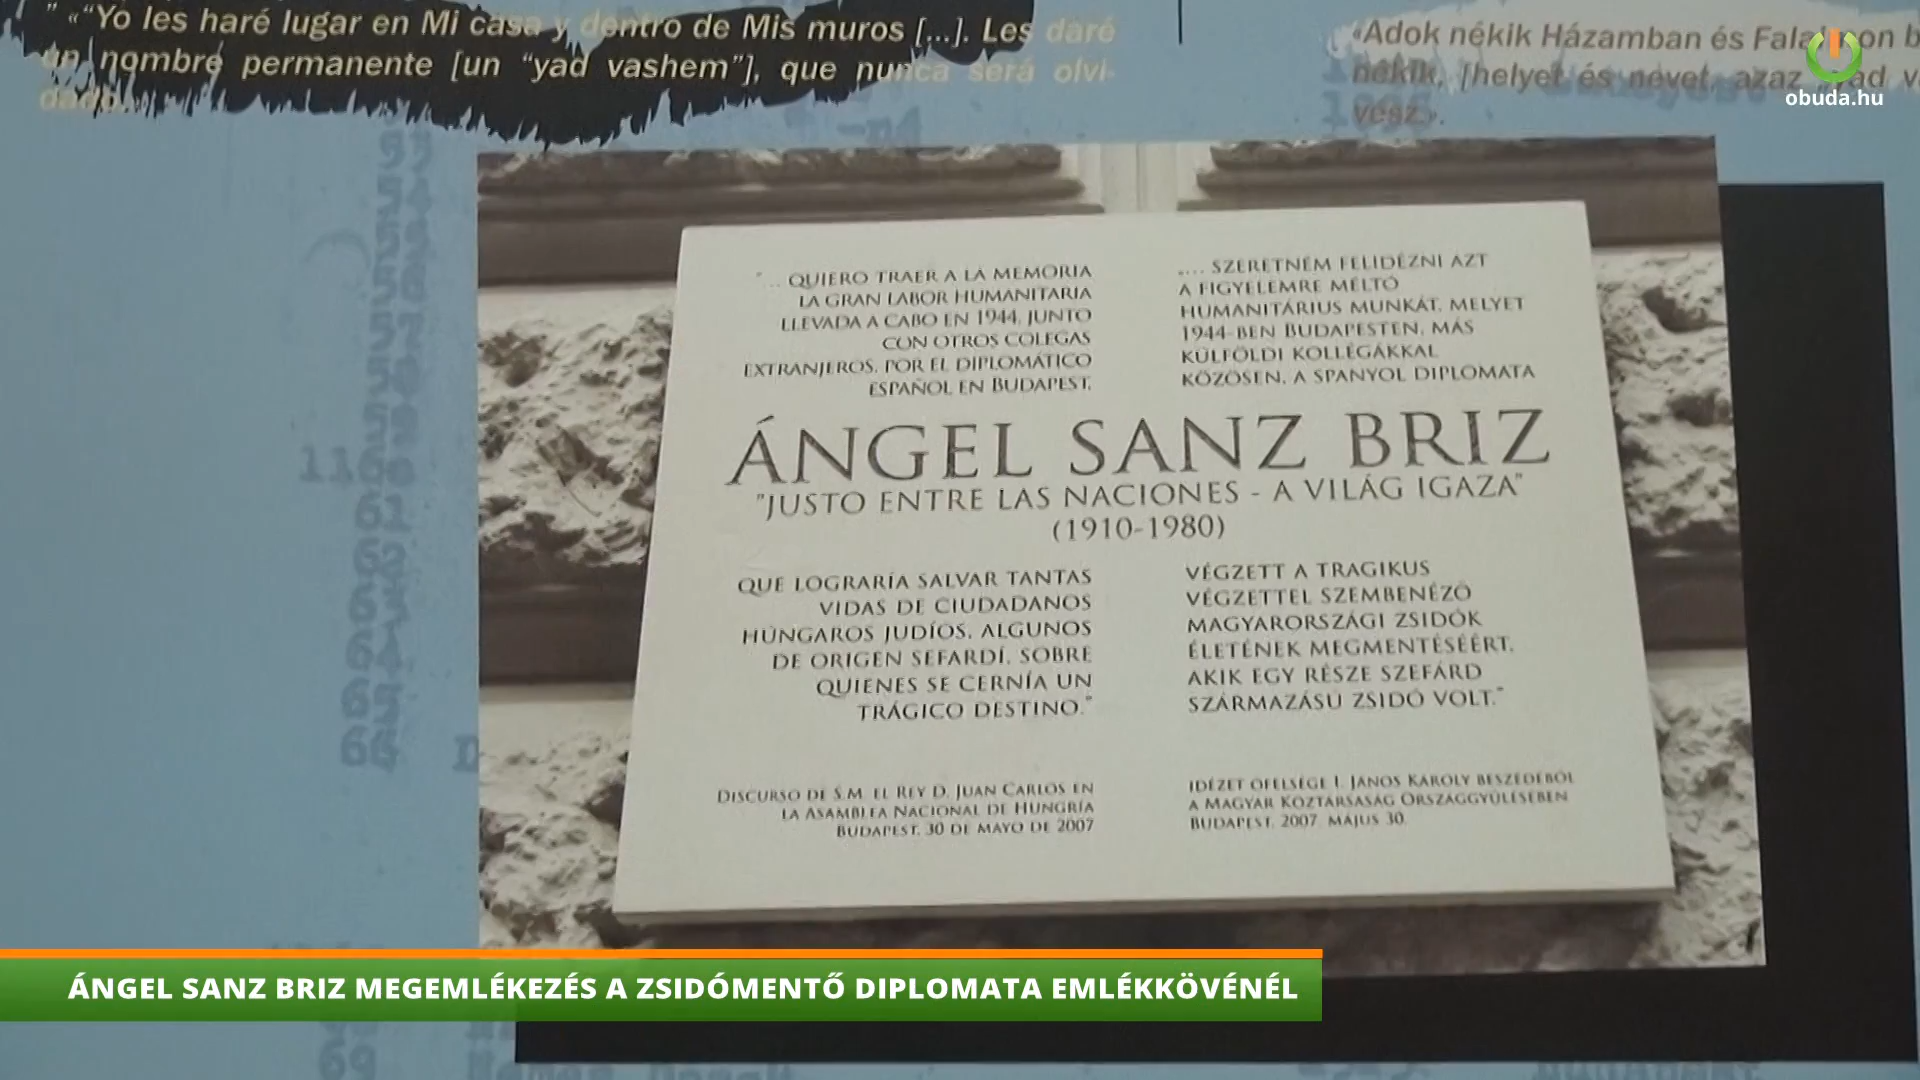 ” «“Yo les haré lugar en Mi casa y dentro de Mis muros [...]. Les daré
un nombre permanente [un “yad vashem”], que nunca será olvi-
dado.
«Adok nékik Házamban és Falaimon b
nékik, [helyet és nevet, azaz yad v
vész.».
obuda.hu
"... QUIERO TRAER A LA MEMORIA
LA GRAN LABOR HUMANITARIA
LLEVADA A CABO EN 1944, JUNTO
CON OTROS COLEGAS
EXTRANJEROS, POR EL DIPLOMÁTICO
ESPAÑOL EN BUDAPEST,
„... SZERETNÉM FELIDÉZNI AZT
A FIGYELEMRE MÉLTÓ
HUMANITÁRIUS MUNKÁT, MELYET
1944-BEN BUDAPESTEN, MÁS
KÜLFÖLDI KOLLÉGÁKKAL
KÖZÖSEN, A SPANYOL DIPLOMATA
ÁNGEL SANZ BRIZ
"JUSTO ENTRE LAS NACIONES - A VILÁG IGAZA"
(1910-1980)
QUE LOGRARÍA SALVAR TANTAS
VIDAS DE CIUDADANOS
HÚNGAROS JUDÍOS, ALGUNOS
DE ORIGEN SEFARDÍ, SOBRE
QUIENES SE CERNÍA UN
TRÁGICO DESTINO."
VÉGZETT A TRAGIKUS
VÉGZETTEL SZEMBENÉZŐ
MAGYARORSZÁGI ZSIDÓK
ÉLETÉNEK MEGMENTÉSÉÉRT,
AKIK EGY RÉSZE SZEFÁRD
SZÁRMAZÁSÚ ZSIDÓ VOLT."
DISCURSO DE S.M. EL REY D. JUAN CARLOS EN
LA ASAMBLEA NACIONAL DE HUNGRÍA
BUDAPEST, 30 DE MAYO DE 2007
IDÉZET ŐFELSÉGE I. JÁNOS KÁROLY BESZÉDÉBŐL
A MAGYAR KÖZTÁRSASÁG ORSZÁGGYŰLÉSÉBEN
BUDAPEST, 2007. MÁJUS 30.
ÁNGEL SANZ BRIZ MEGEMLÉKEZÉS A ZSIDÓMENTŐ DIPLOMATA EMLÉKKÖVÉNÉL